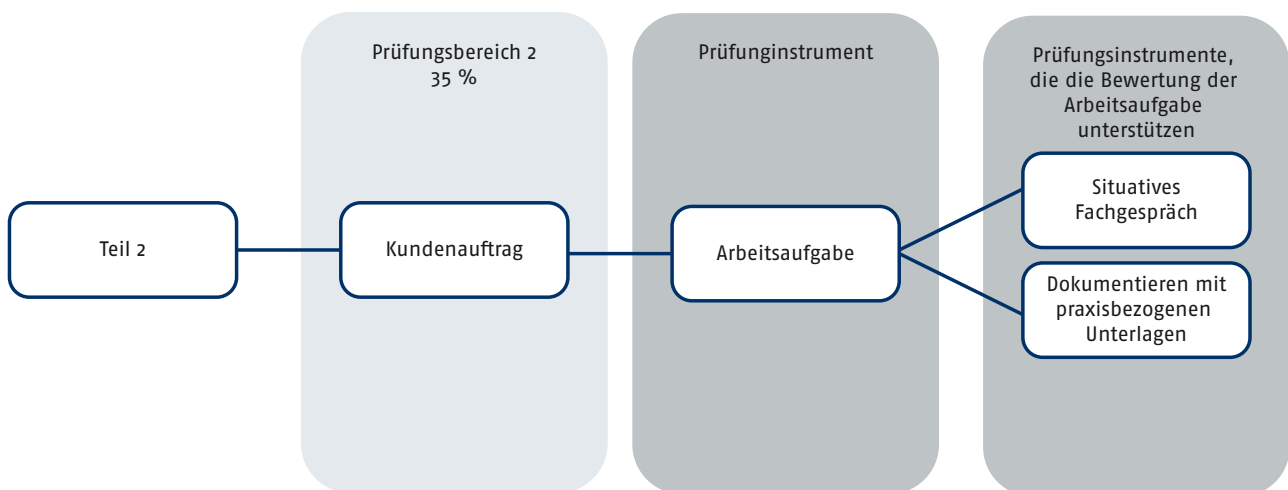 Prüfungsbereich 2
35 %
Prüfinginstrument
Prüfungsinstrumente,
die die Bewertung der
Arbeitsaufgabe
unterstützen
Teil 2
Kundenauftrag
Arbeitsaufgabe
Situatives
Fachgespräch
Dokumentieren mit
praxisbezogenen
Unterlagen